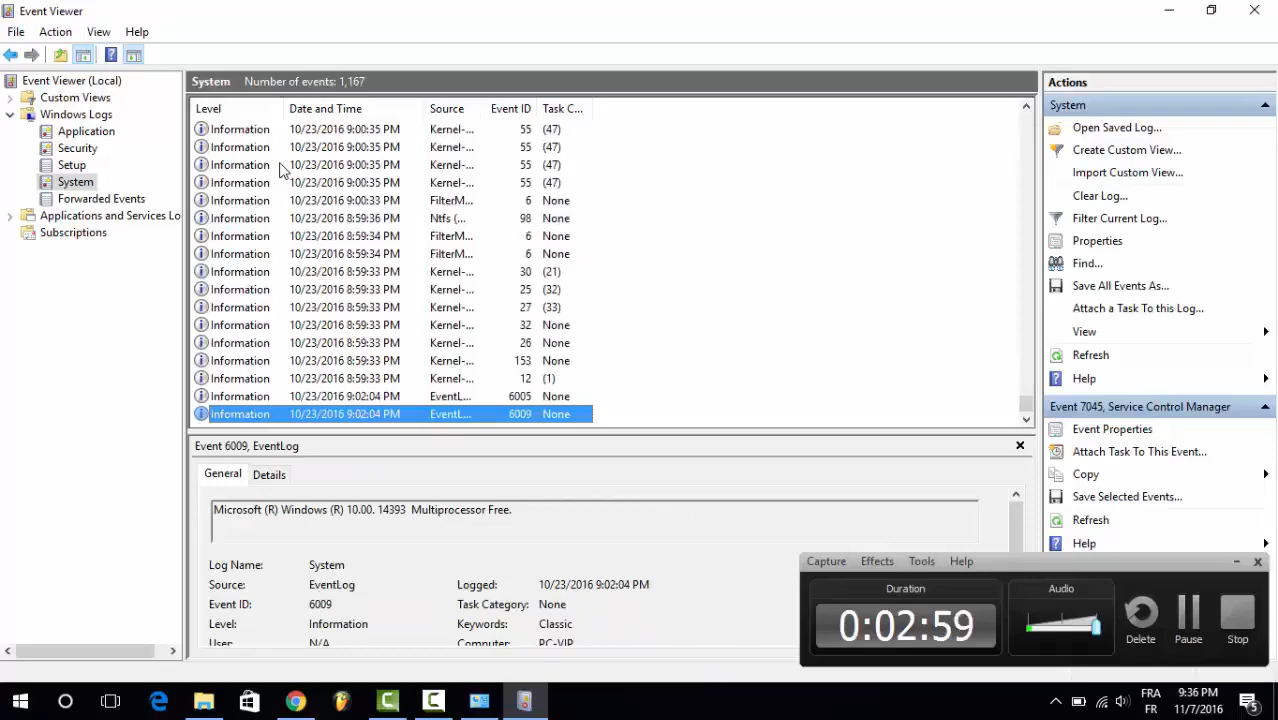 Event Viewer
File Action View Help
Event Viewer (Local)
Custom Views
Windows Logs
Application
Security
Setup
System
Forwarded Events
Applications and Services Lo
Subscriptions
System Number of events: 1,167
Level Date and Time Source Event ID Task C...
Information 10/23/2016 9:00:35 PM Kernel-... 55 (47)
Information 10/23/2016 9:00:35 PM Kernel-... 55 (47)
Information 10/23/2016 9:00:35 PM Kernel-... 55 (47)
Information 10/23/2016 9:00:35 PM Kernel-... 55 (47)
Information 10/23/2016 9:00:33 PM FilterM... 6 None
Information 10/23/2016 8:59:36 PM Ntfs (... 98 None
Information 10/23/2016 8:59:34 PM FilterM... 6 None
Information 10/23/2016 8:59:34 PM FilterM... 6 None
Information 10/23/2016 8:59:33 PM Kernel-... 30 (21)
Information 10/23/2016 8:59:33 PM Kernel-... 25 (32)
Information 10/23/2016 8:59:33 PM Kernel-... 27 (33)
Information 10/23/2016 8:59:33 PM Kernel-... 32 None
Information 10/23/2016 8:59:33 PM Kernel-... 26 None
Information 10/23/2016 8:59:33 PM Kernel-... 153 None
Information 10/23/2016 8:59:33 PM Kernel-... 12 (1)
Information 10/23/2016 9:02:04 PM EventL... 6005 None
Information 10/23/2016 9:02:04 PM EventL... 6009 None
Event 6009, EventLog
General Details
Microsoft (R) Windows (R) 10.00. 14393 Multiprocessor Free.
Log Name: System
Source: EventLog Logged: 10/23/2016 9:02:04 PM
Event ID: 6009 Task Category: None
Level: Information Keywords: Classic
User: N/A Computer: PC-VIP
Actions
System
Open Saved Log...
Create Custom View...
Import Custom View...
Clear Log...
Filter Current Log...
Properties
Find...
Save All Events As...
Attach a Task To this Log...
View
Refresh
Help
Event 7045, Service Control Manager
Event Properties
Attach Task To This Event...
Copy
Save Selected Events...
Refresh
Help
Capture Effects Tools Help
Duration
0:02:59
Audio
Delete Pause Stop
FRA
FR
9:36 PM
11/7/2016
5